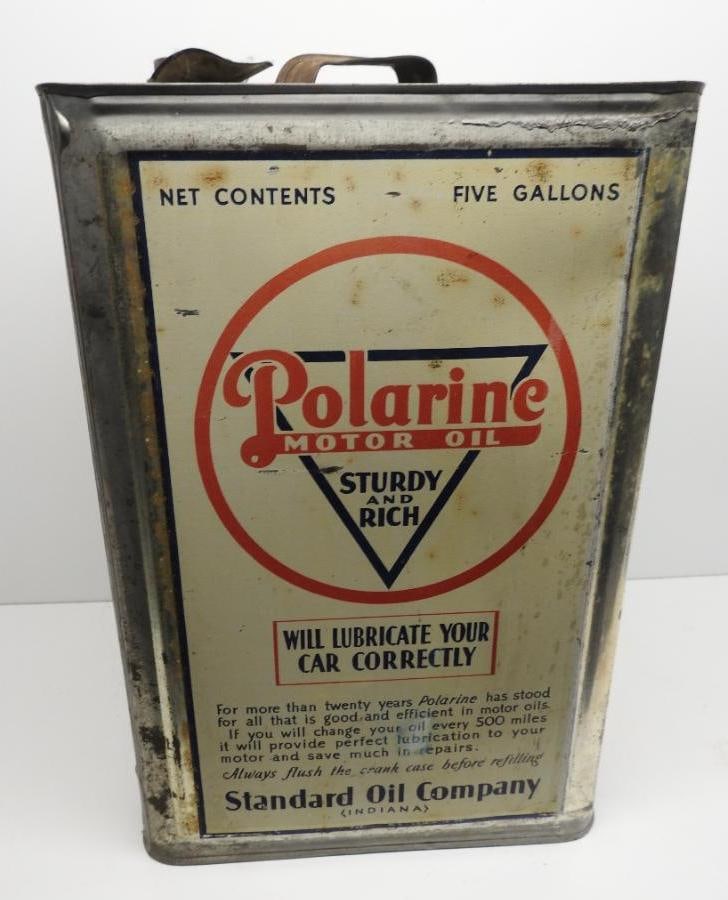 NET CONTENTS FIVE GALLONS
Polarine
MOTOR OIL
STURDY
AND
RICH
WILL LUBRICATE YOUR
CAR CORRECTLY
For more than twenty years Polarine has stood
for all that is good and efficient in motor oils.
If you will change your oil every 500 miles
it will provide perfect lubrication to your
motor and save much in repairs.
Always flush the crank case before refilling
Standard Oil Company
(INDIANA)